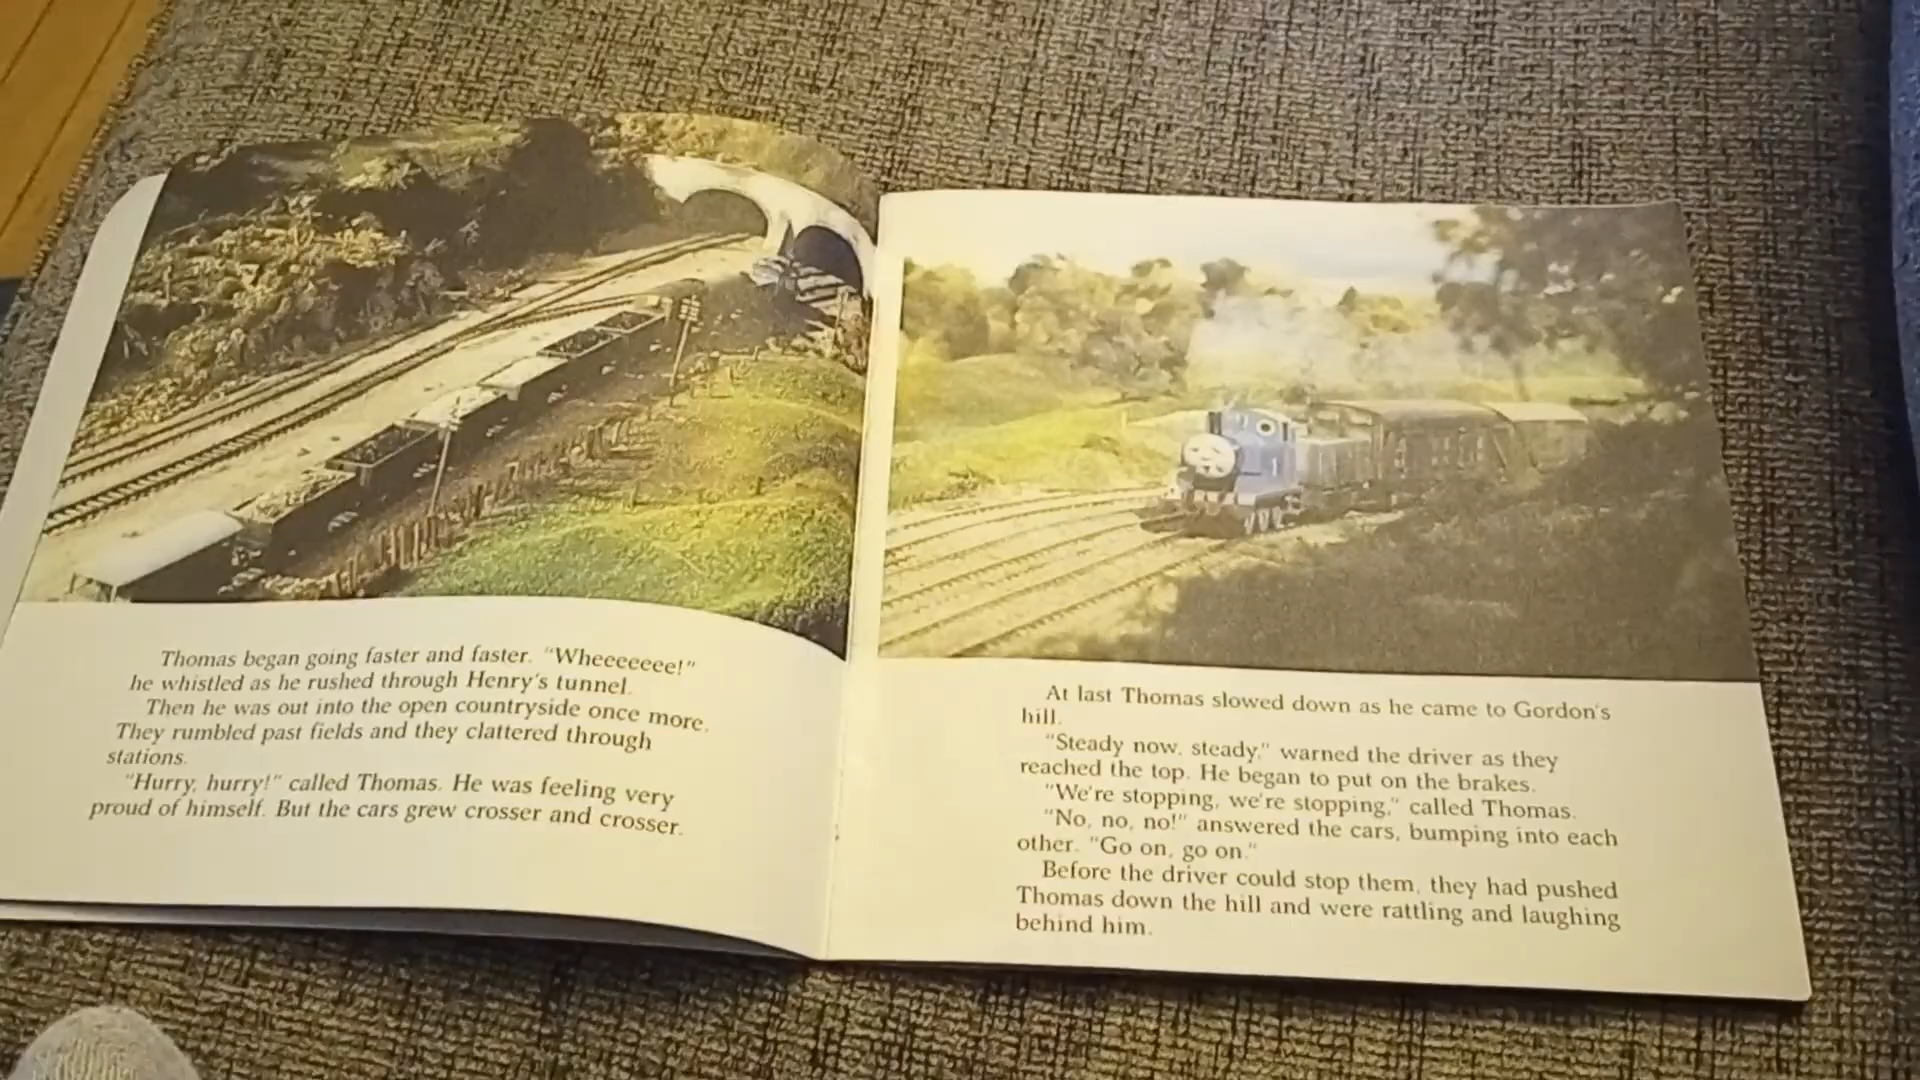 Thomas began going faster and faster. "Wheeeeeee!"
he whistled as he rushed through Henry's tunnel.
Then he was out into the open countryside once more.
They rumbled past fields and they clattered through
stations.
"Hurry, hurry!" called Thomas. He was feeling very
proud of himself. But the cars grew crosser and crosser.
At last Thomas slowed down as he came to Gordon's
hill.
"Steady now, steady," warned the driver as they
reached the top. He began to put on the brakes.
"We're stopping, we're stopping," called Thomas.
"No, no, no!" answered the cars, bumping into each
other. "Go on, go on."
Before the driver could stop them, they had pushed
Thomas down the hill and were rattling and laughing
behind him.
1